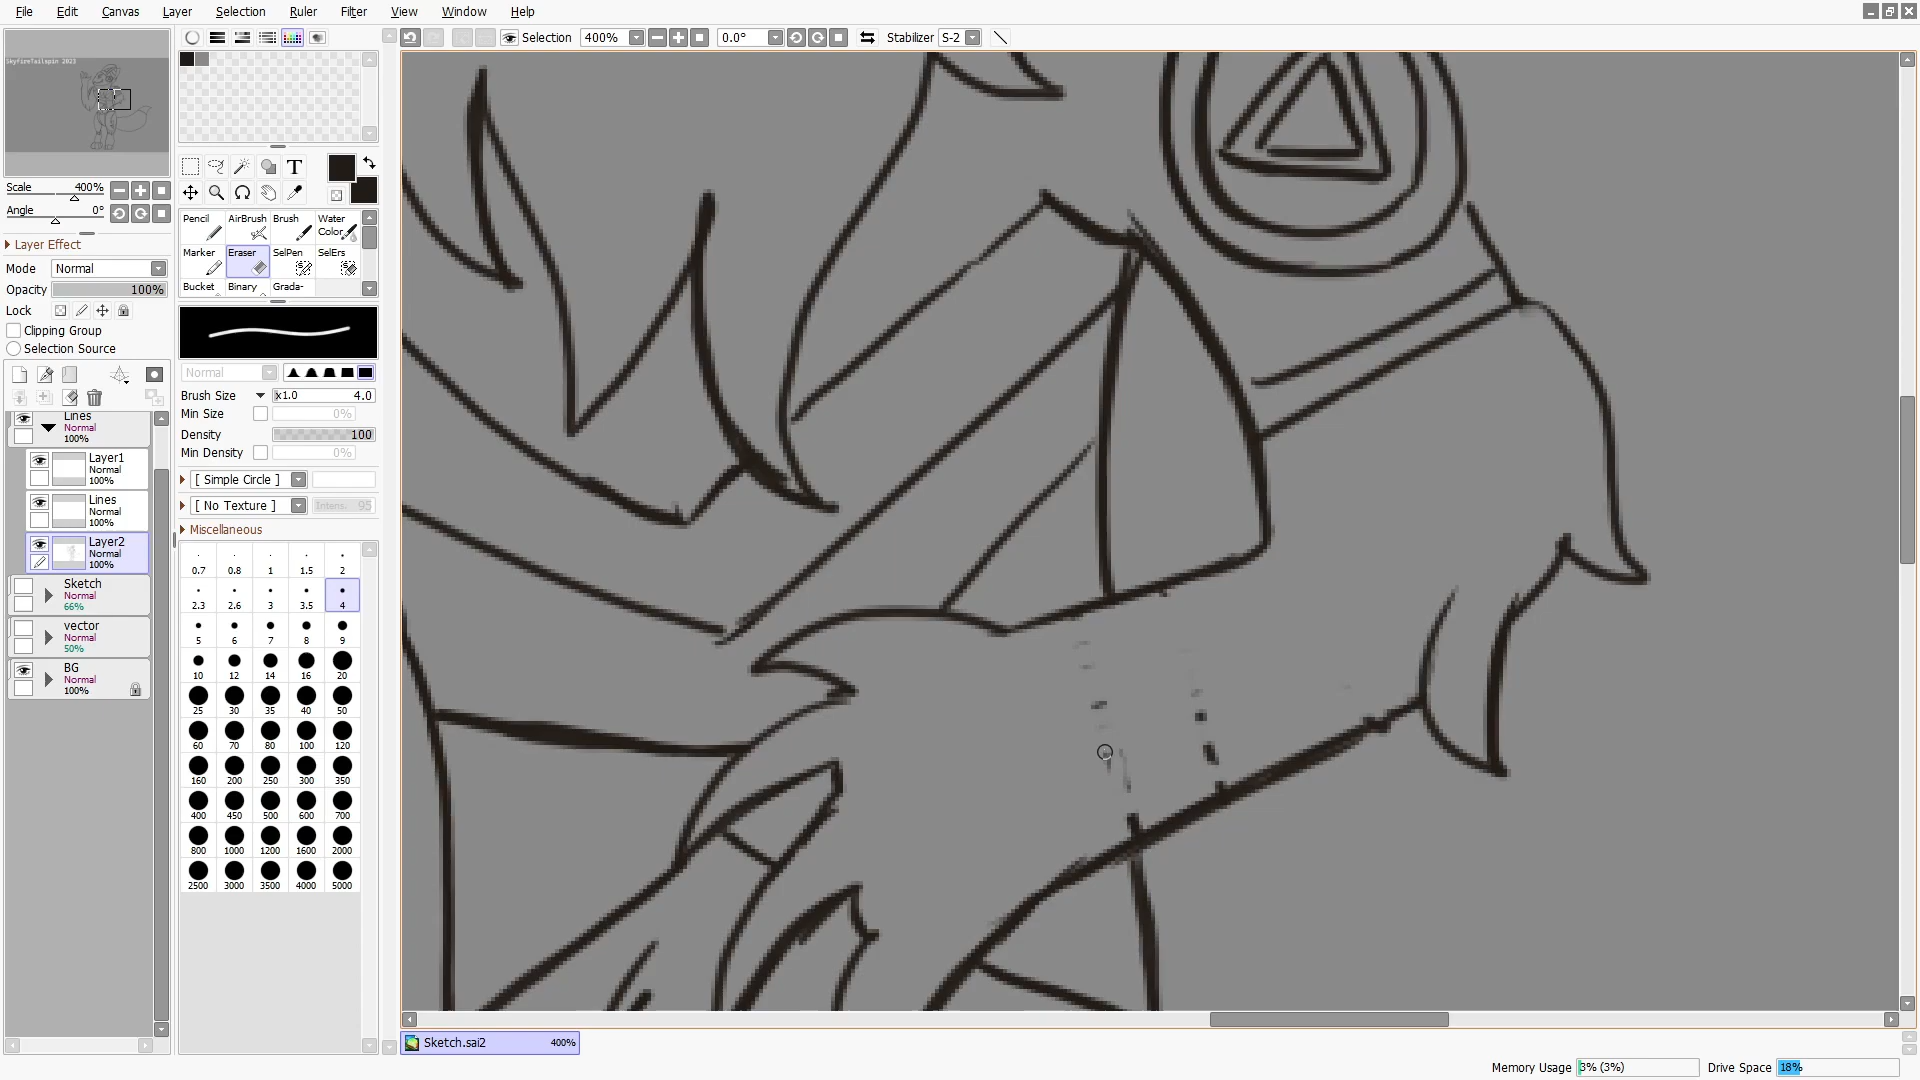 File Edit Canvas Layer Selection Ruler Filter View Window Help
Selection 400% 0.0° Stabilizer S-2
SkyfireTailspin 2023
Scale 400%
Angle 0°
Layer Effect
Mode Normal
Opacity 100%
Lock
Clipping Group
Selection Source
Lines
Normal
100%
Layer1
Normal
100%
Lines
Normal
100%
Layer2
Normal
100%
Sketch
Normal
66%
vector
Normal
50%
BG
Normal
100%
T
Pencil AirBrush Brush Water Color
Marker Eraser SelPen SelErs
Bucket Binary Grada-
Normal
Brush Size x1.0 4.0
Min Size 0%
Density 100
Min Density 0%
[ Simple Circle ]
[ No Texture ] Intens. 95
Miscellaneous
0.7 0.8 1 1.5 2
2.3 2.6 3 3.5 4
5 6 7 8 9
10 12 14 16 20
25 30 35 40 50
60 70 80 100 120
160 200 250 300 350
400 450 500 600 700
800 1000 1200 1600 2000
2500 3000 3500 4000 5000
Sketch.sai2 400%
Memory Usage 3% (3%) Drive Space 18%